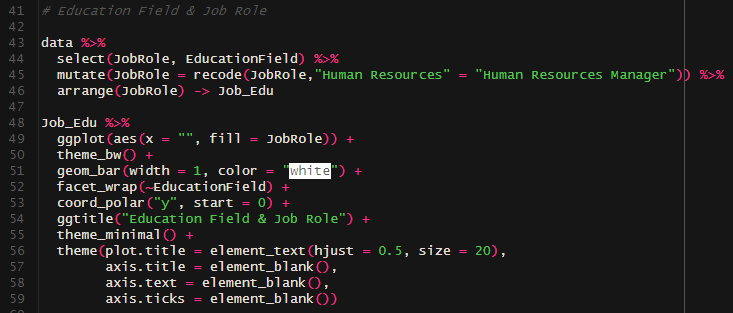 41 # Education Field & Job Role
42
43 data %>%
44   select(JobRole, EducationField) %>%
45   mutate(JobRole = recode(JobRole,"Human Resources" = "Human Resources Manager")) %>%
46   arrange(JobRole) -> Job_Edu
47
48 Job_Edu %>%
49   ggplot(aes(x = "", fill = JobRole)) +
50   theme_bw() +
51   geom_bar(width = 1, color = "white") +
52   facet_wrap(~EducationField) +
53   coord_polar("y", start = 0) +
54   ggtitle("Education Field & Job Role") +
55   theme_minimal() +
56   theme(plot.title = element_text(hjust = 0.5, size = 20),
57         axis.title = element_blank(),
58         axis.text = element_blank(),
59         axis.ticks = element_blank())